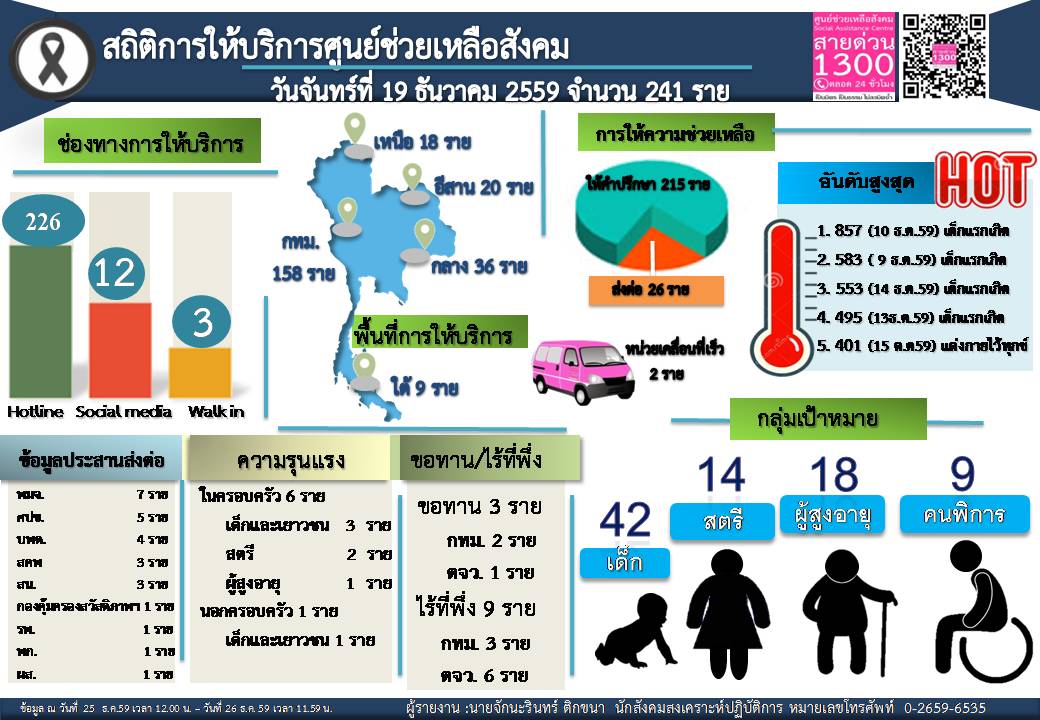 สถิติการให้บริการศูนย์ช่วยเหลือสังคม
วันจันทร์ที่ 19 ธันวาคม 2559 จำนวน 241 ราย
ศูนย์ช่วยเหลือสังคม
Social Assistance Centre
สายด่วน
1300
ตลอด 24 ชั่วโมง
1300
ช่องทางการให้บริการ
226
12
3
Hotline
Social media
Walk in
เหนือ 18 ราย
อีสาน 20 ราย
กทม.
158 ราย
กลาง 36 ราย
พื้นที่การให้บริการ
ใต้ 9 ราย
การให้ความช่วยเหลือ
ให้คำปรึกษา 215 ราย
ส่งต่อ 26 ราย
หน่วยเคลื่อนที่เร็ว
2 ราย
อันดับสูงสุด
HOT
1. 857 (10 ธ.ค.59) เด็กแรกเกิด
2. 583 ( 9 ธ.ค.59) เด็กแรกเกิด
3. 553 (14 ธ.ค.59) เด็กแรกเกิด
4. 495 (13ธ.ค.59) เด็กแรกเกิด
5. 401 (15 ต.ค59) แต่งกายไว้ทุกข์
ข้อมูลประสานส่งต่อ
พมจ. 7 ราย
ศปข. 5 ราย
บพด. 4 ราย
สคพ 3 ราย
สน. 3 ราย
กองคุ้มครองสวัสดิภาพฯ 1 ราย
รพ. 1 ราย
พก. 1 ราย
ผส. 1 ราย
ความรุนแรง
ในครอบครัว 6 ราย
เด็กและเยาวชน 3 ราย
สตรี 2 ราย
ผู้สูงอายุ 1 ราย
นอกครอบครัว 1 ราย
เด็กและเยาวชน 1 ราย
ขอทาน/ไร้ที่พึ่ง
ขอทาน 3 ราย
กทม. 2 ราย
ตจว. 1 ราย
ไร้ที่พึ่ง 9 ราย
กทม. 3 ราย
ตจว. 6 ราย
กลุ่มเป้าหมาย
42
เด็ก
14
สตรี
18
ผู้สูงอายุ
9
คนพิการ
ข้อมูล ณ วันที่ 25 ธ.ค.59 เวลา 12.00 น. – วันที่ 26 ธ.ค. 59 เวลา 11.59 น.
ผู้รายงาน :นายจักนะรินทร์ ติกขนา นักสังคมสงเคราะห์ปฏิบัติการ หมายเลขโทรศัพท์ 0-2659-6535